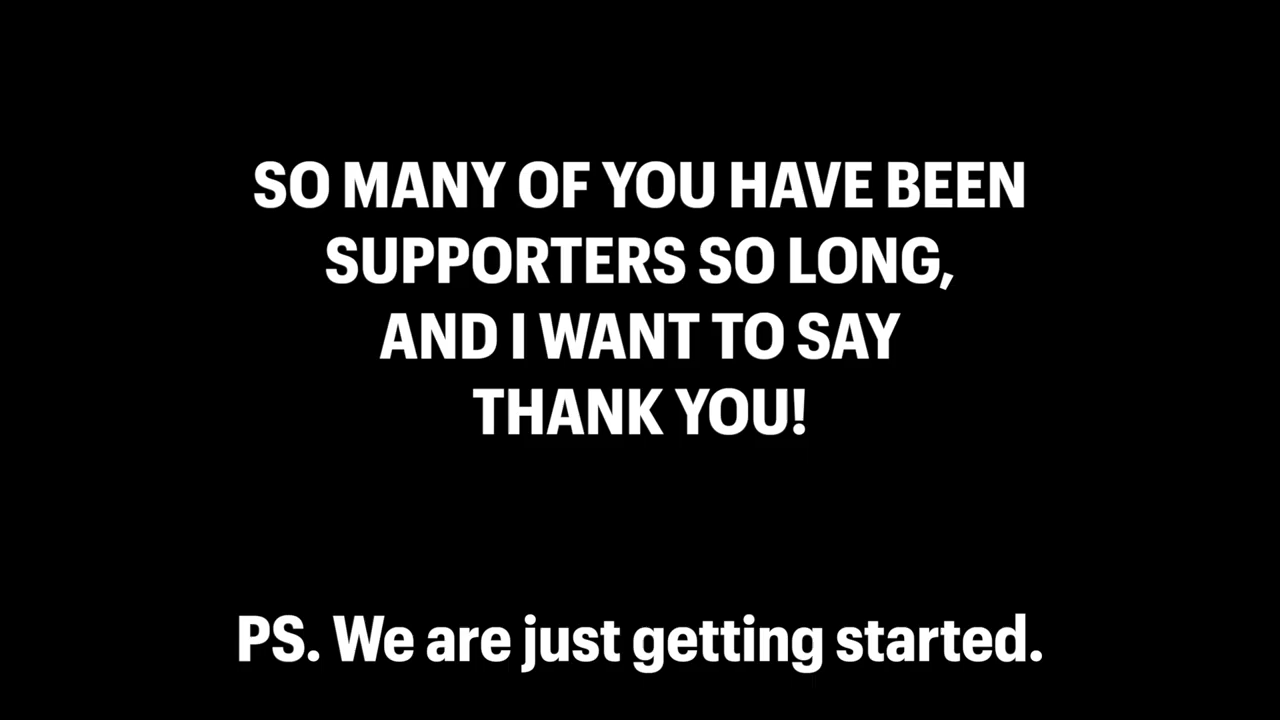 SO MANY OF YOU HAVE BEEN
SUPPORTERS SO LONG,
AND I WANT TO SAY
THANK YOU!
PS. We are just getting started.